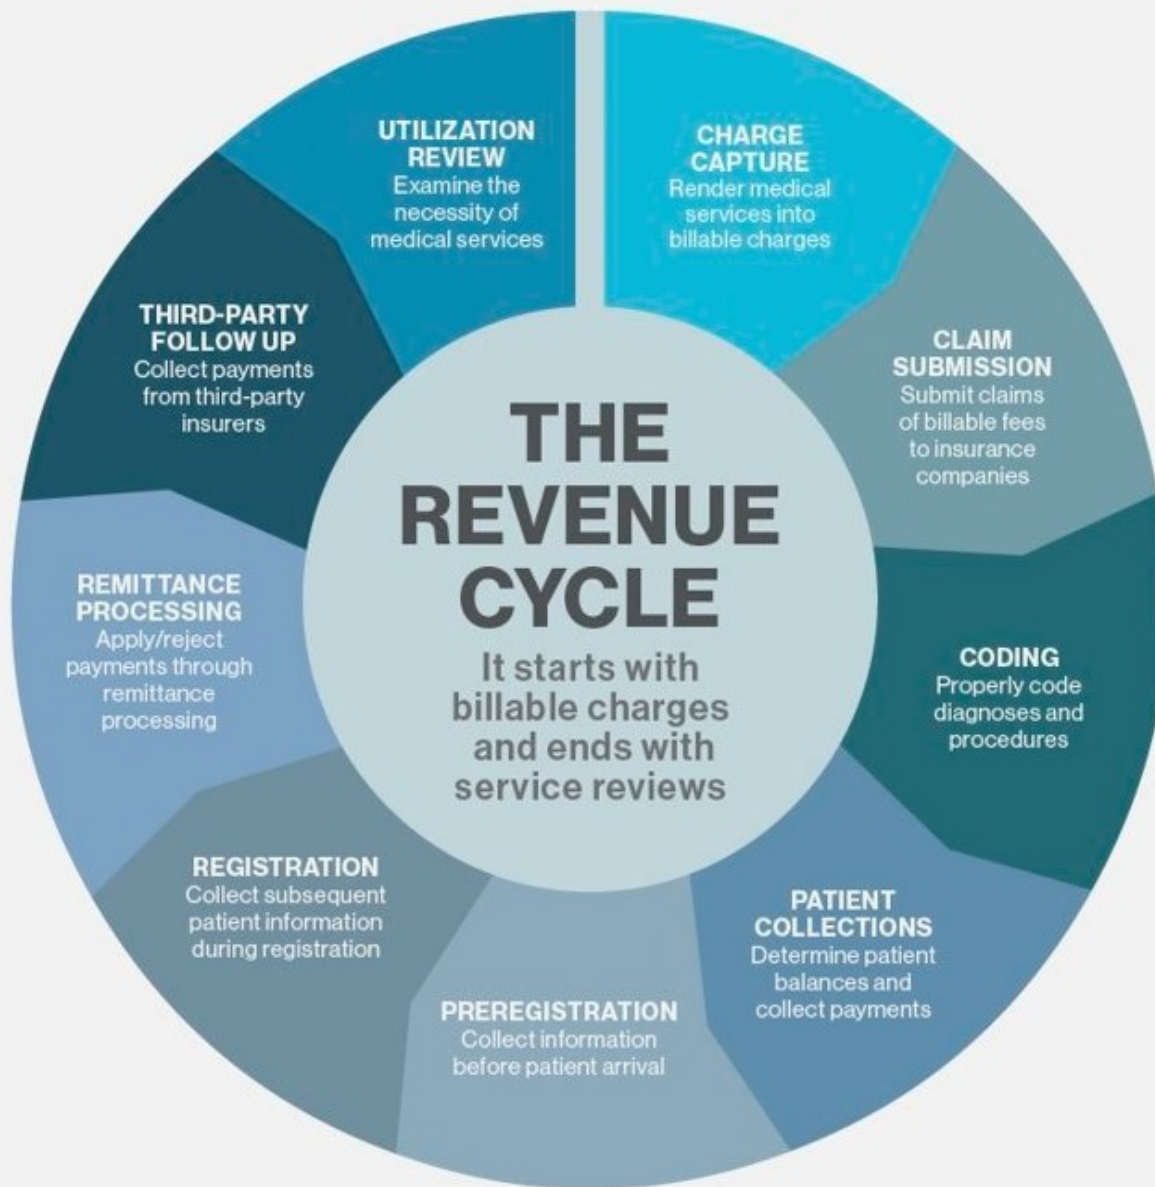 THE
REVENUE
CYCLE
It starts with
billable charges
and ends with
service reviews
CHARGE
CAPTURE
Render medical
services into
billable charges
CLAIM
SUBMISSION
Submit claims
of billable fees
to insurance
companies
CODING
Properly code
diagnoses and
procedures
PATIENT
COLLECTIONS
Determine patient
balances and
collect payments
PREREGISTRATION
Collect information
before patient arrival
REGISTRATION
Collect subsequent
patient information
during registration
REMITTANCE
PROCESSING
Apply/reject
payments through
remittance
processing
THIRD-PARTY
FOLLOW UP
Collect payments
from third-party
insurers
UTILIZATION
REVIEW
Examine the
necessity of
medical services